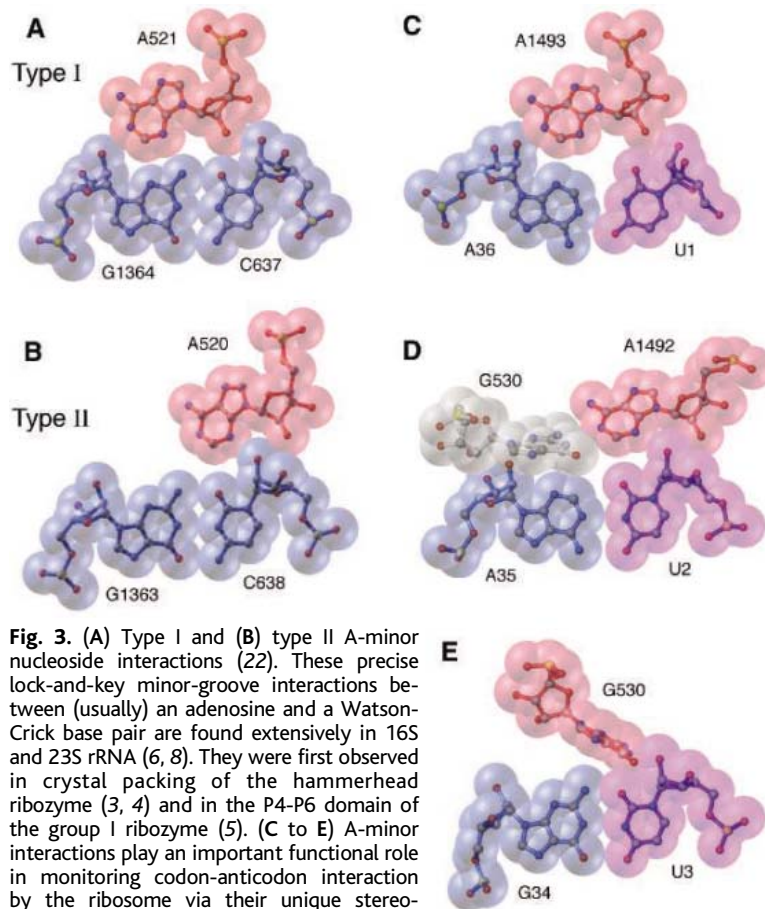 A
A521
Type I
G1364
C637
C
A1493
A36
U1
B
A520
Type II
G1363
C638
D
G530
A1492
A35
U2
Fig. 3. (A) Type I and (B) type II A-minor
nucleoside interactions (22). These precise
lock-and-key minor-groove interactions be-
tween (usually) an adenosine and a Watson-
Crick base pair are found extensively in 16S
and 23S rRNA (6, 8). They were first observed
in crystal packing of the hammerhead
ribozyme (3, 4) and in the P4-P6 domain of
the group I ribozyme (5). (C to E) A-minor
interactions play an important functional role
in monitoring codon-anticodon interaction
by the ribosome via their unique stereo-
E
G530
G34
U3